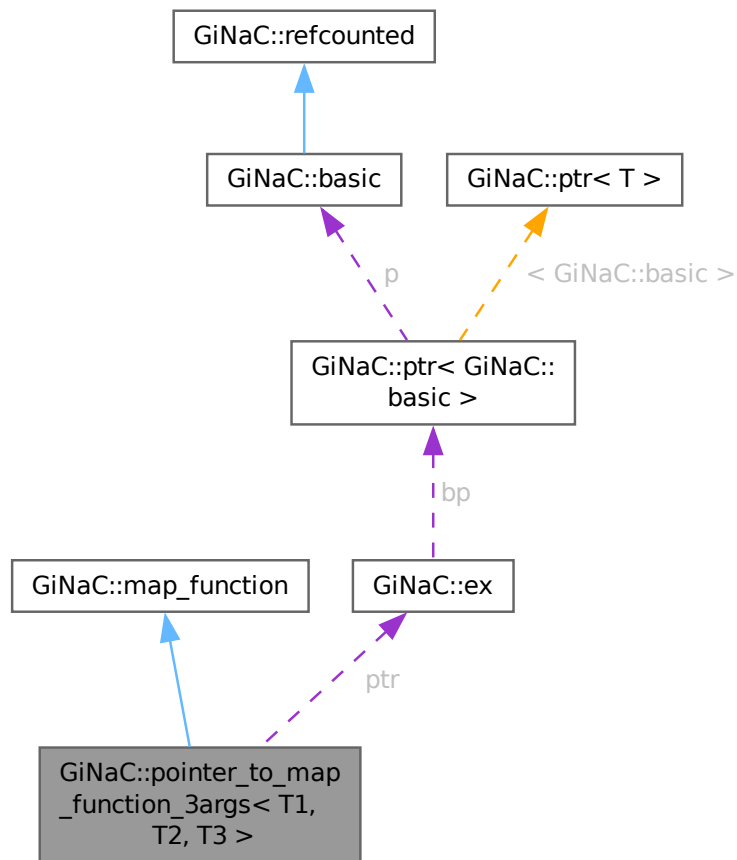 GiNaC::refcounted
GiNaC::basic
GiNaC::ptr< T >
p
< GiNaC::basic >
GiNaC::ptr< GiNaC::
basic >
bp
GiNaC::map_function
GiNaC::ex
ptr
GiNaC::pointer_to_map
_function_3args< T1,
T2, T3 >